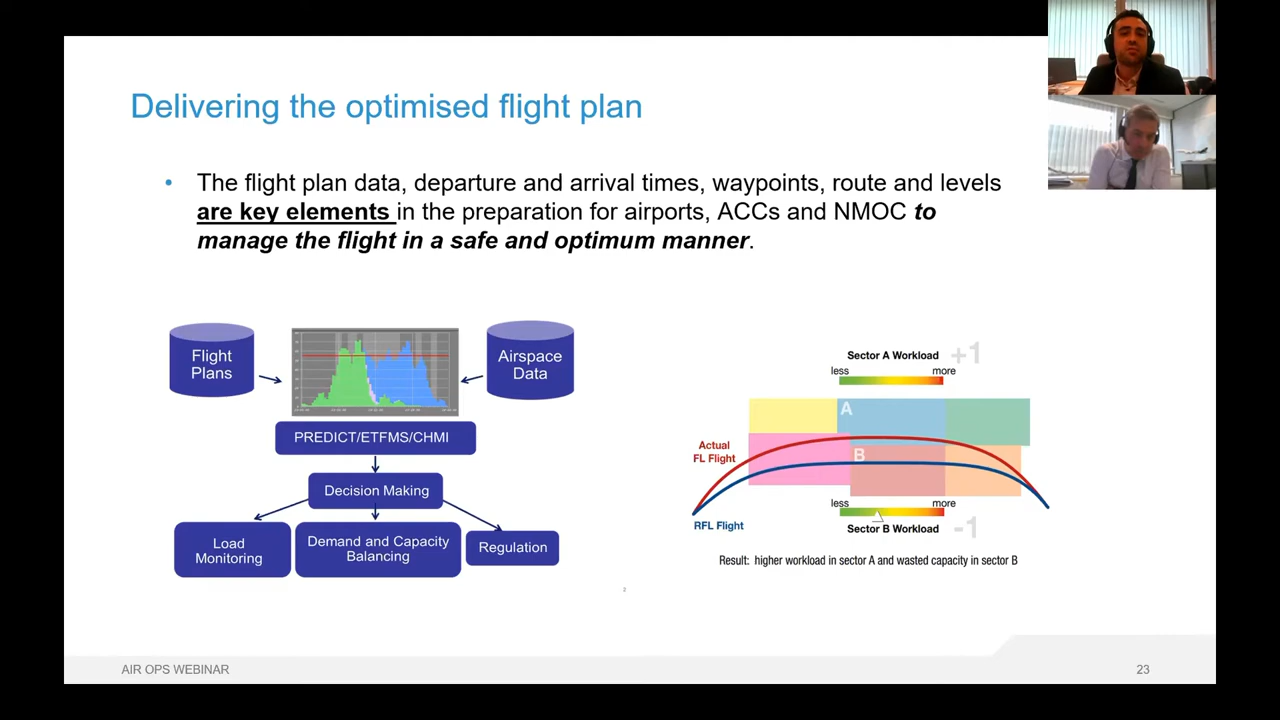 Delivering the optimised flight plan
• The flight plan data, departure and arrival times, waypoints, route and levels
are key elements in the preparation for airports, ACCs and NMOC to
manage the flight in a safe and optimum manner.
Flight
Plans
Airspace
Data
PREDICT/ETFMS/CHMI
Decision Making
Load
Monitoring
Demand and Capacity
Balancing
Regulation
Sector A Workload +1
less more
A
Actual
FL Flight
B
less more
RFL Flight
Sector B Workload -1
Result: higher workload in sector A and wasted capacity in sector B
AIR OPS WEBINAR
23